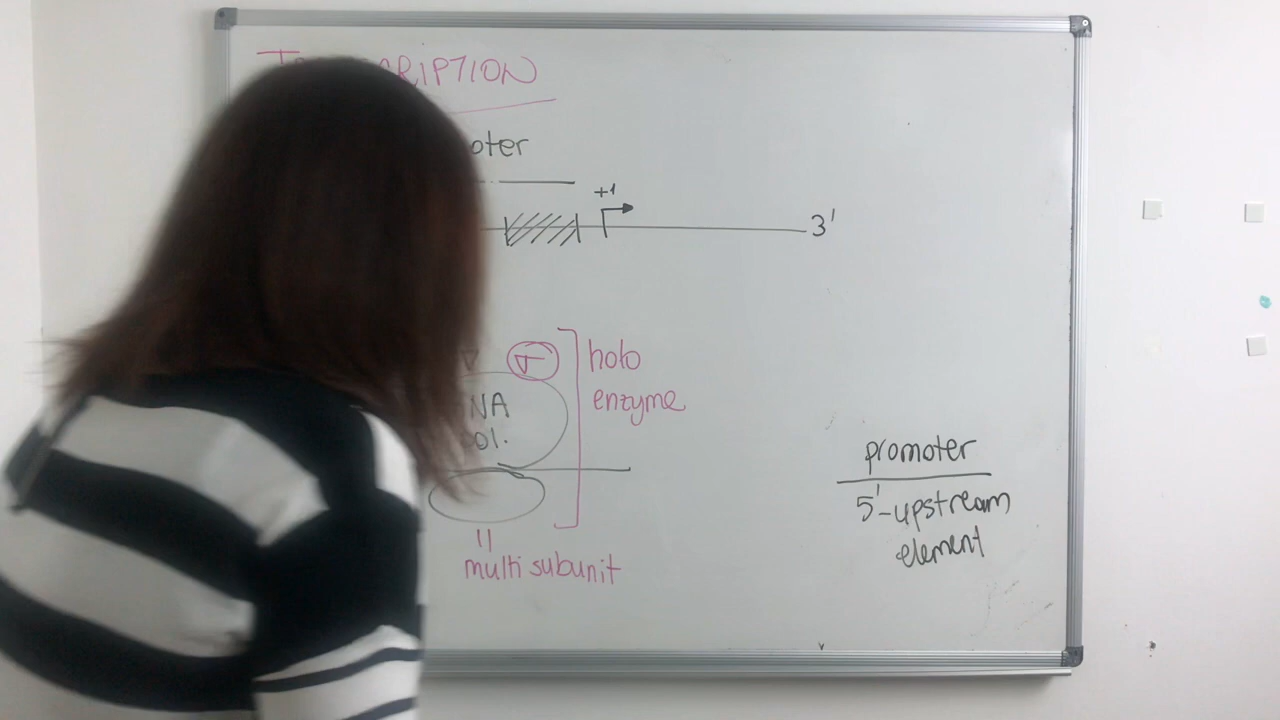 TRANSCRIPTION
oter
+1
3'
σ
holo
enzyme
NA
ol.
promoter
5'-upstream
element
multi subunit